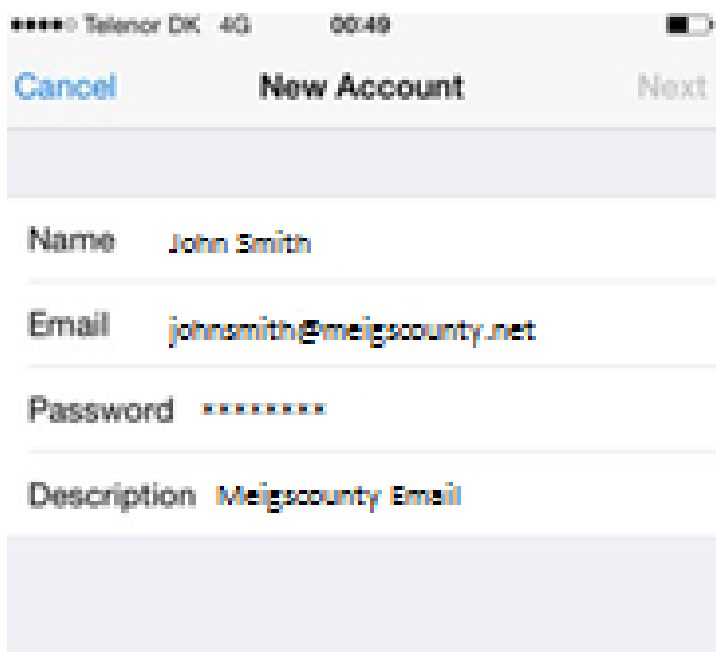 Telenor DK 4G 00:49
Cancel New Account Next
Name John Smith
Email johnsmith@meigscounty.net
Password ********
Description Meigscounty Email